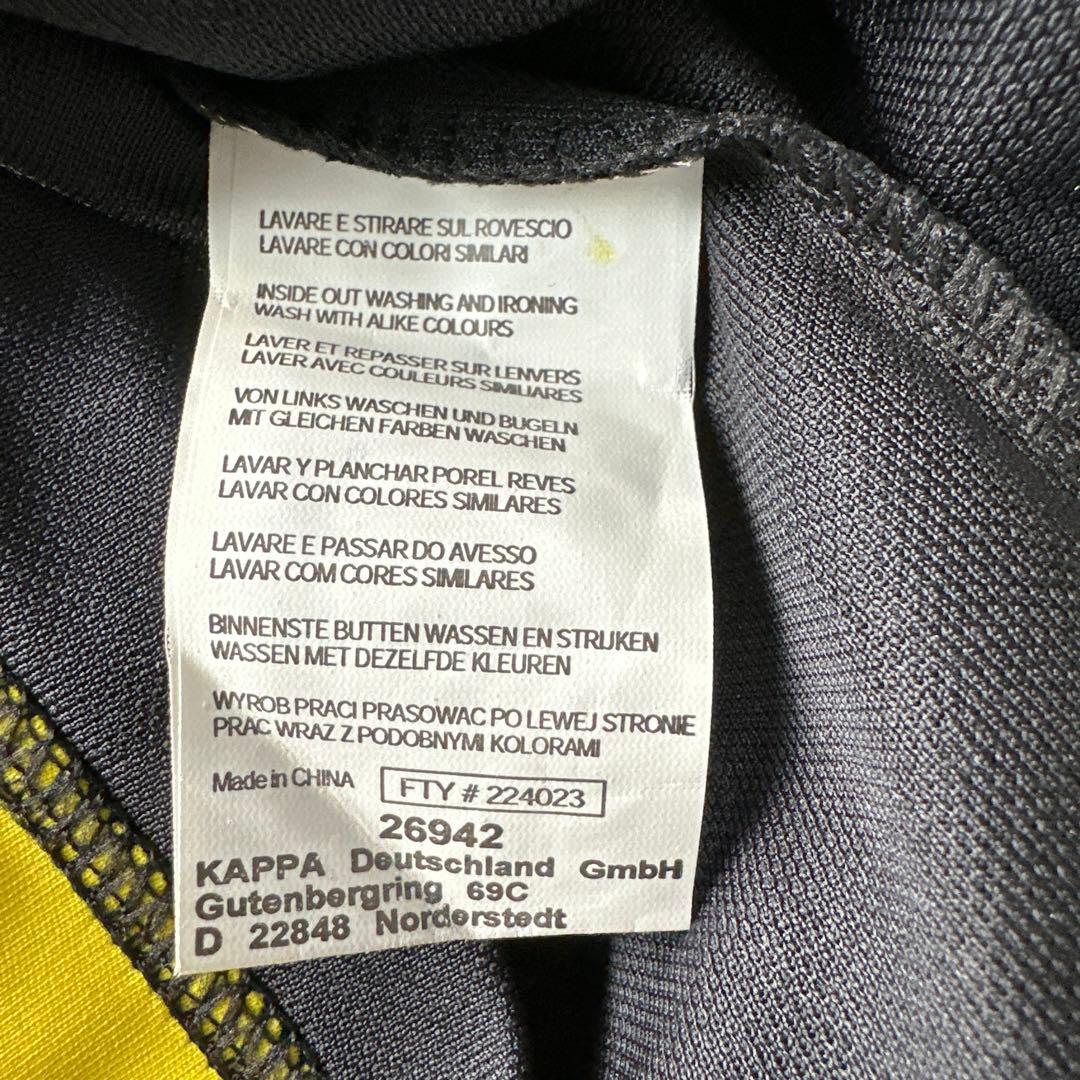 LAVARE E STIRARE SUL ROVESCIO
LAVARE CON COLORI SIMILARI
INSIDE OUT WASHING AND IRONING
WASH WITH ALIKE COLOURS
LAVER ET REPASSER SUR LENVERS
LAVER AVEC COULEURS SIMILIARES
VON LINKS WASCHEN UND BUGELN
MIT GLEICHEN FARBEN WASCHEN
LAVAR Y PLANCHAR POREL REVES
LAVAR CON COLORES SIMILARES
LAVARE E PASSAR DO AVESSO
LAVAR COM CORES SIMILARES
BINNENSTE BUTTEN WASSEN EN STRIJKEN
WASSEN MET DEZELFDE KLEUREN
WYROB PRACI PRASOWAC PO LEWEJ STRONIE
PRAC WRAZ Z PODOBNYMI KOLORAMI
Made in CHINA FTY # 224023
26942
KAPPA Deutschland GmbH
Gutenbergring 69C
D 22848 Norderstedt